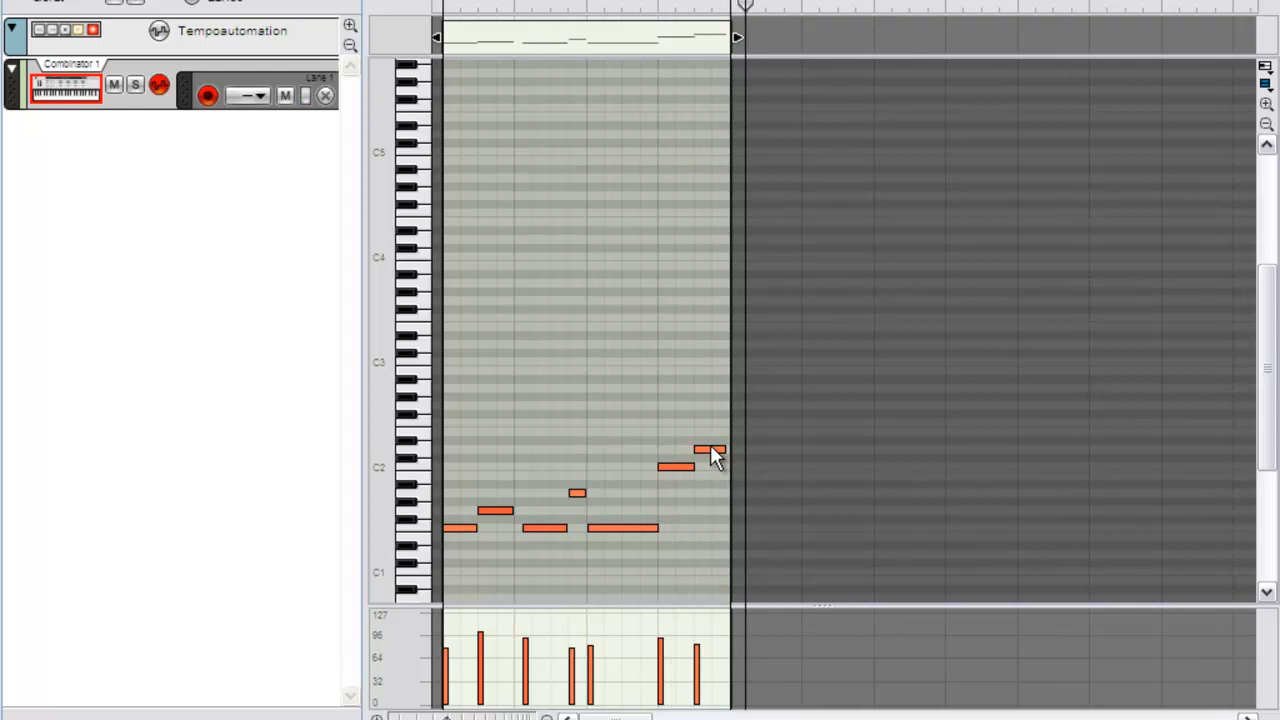 Tempoautomation
Combinator 1
M S
Lane 1
M
C5
C4
C3
C2
C1
127
96
64
32
0